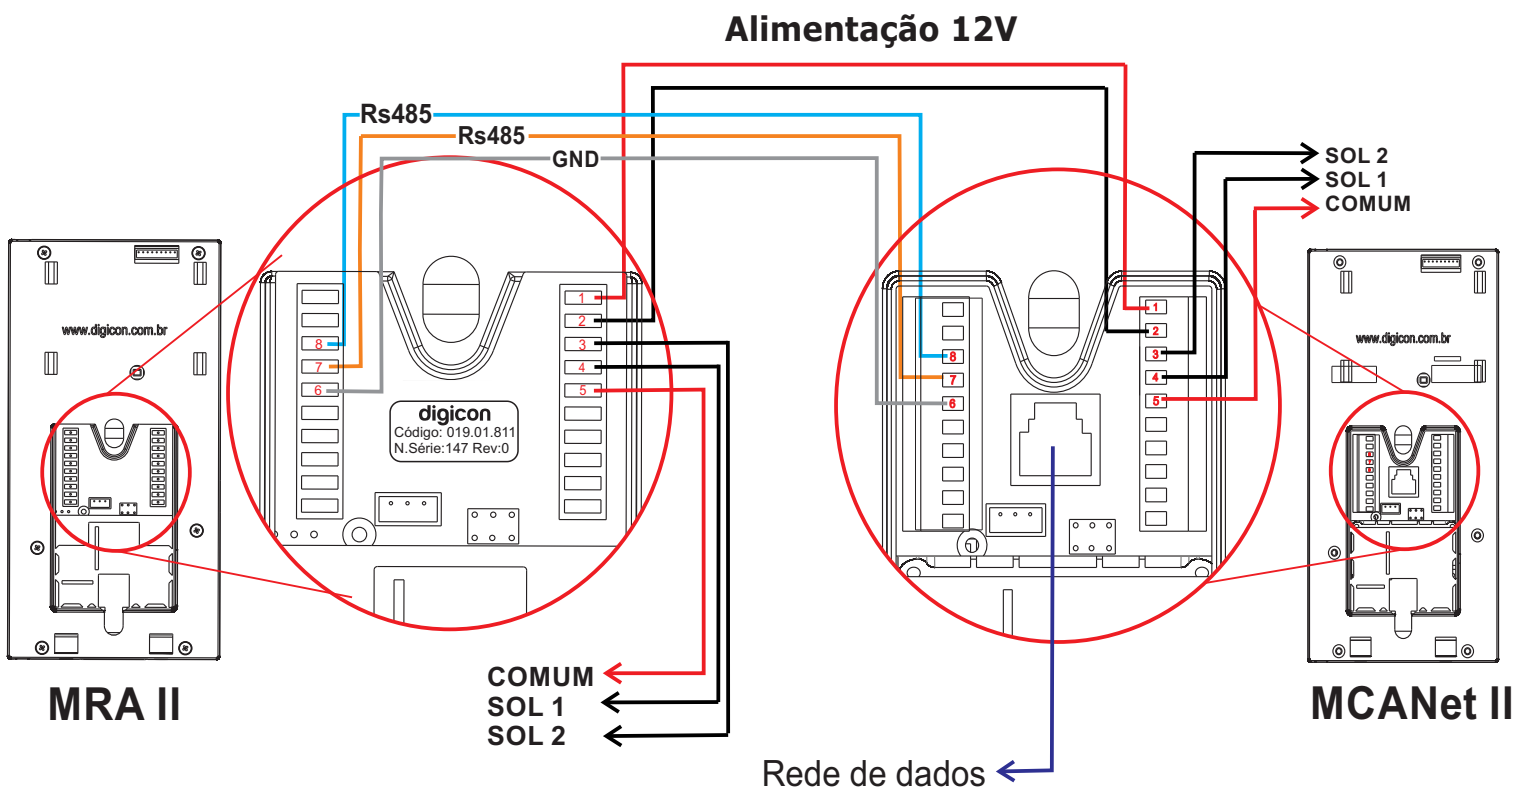 Alimentação 12V
Rs485
Rs485
GND
SOL 2
SOL 1
COMUM
www.digicon.com.br
8
7
6
1
2
3
4
5
digicon
Código: 019.01.811
N.Série:147 Rev:0
8
7
6
1
2
3
4
5
www.digicon.com.br
COMUM
SOL 1
SOL 2
MRA II
MCANet II
Rede de dados